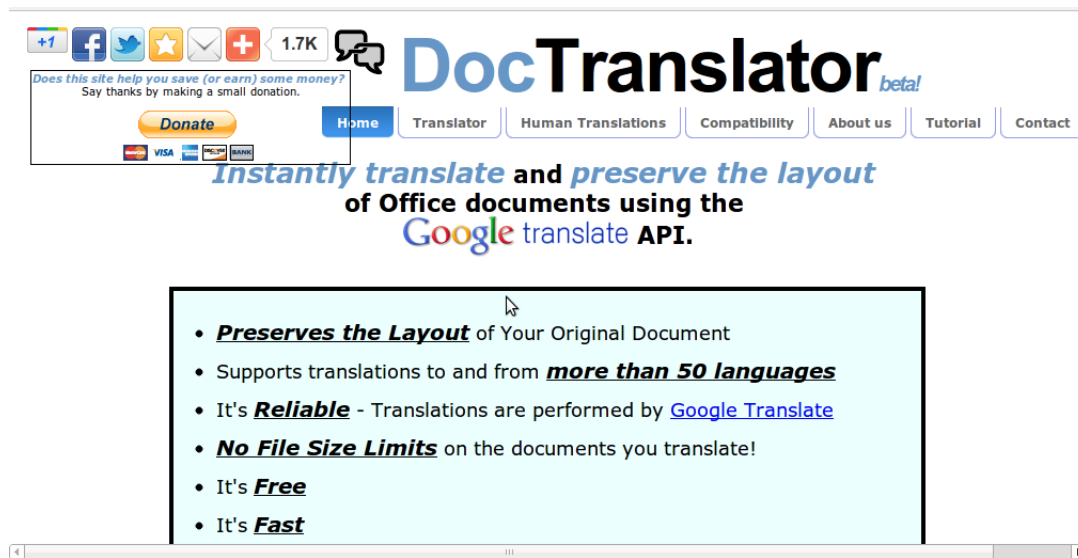 +1
1.7K
DocTranslator beta!
Does this site help you save (or earn) some money?
Say thanks by making a small donation.
Donate
VISA
BANK
Home Translator Human Translations Compatibility About us Tutorial Contact
Instantly translate and preserve the layout
of Office documents using the
Google translate API.
Preserves the Layout of Your Original Document
Supports translations to and from more than 50 languages
It's Reliable - Translations are performed by Google Translate
No File Size Limits on the documents you translate!
It's Free
It's Fast